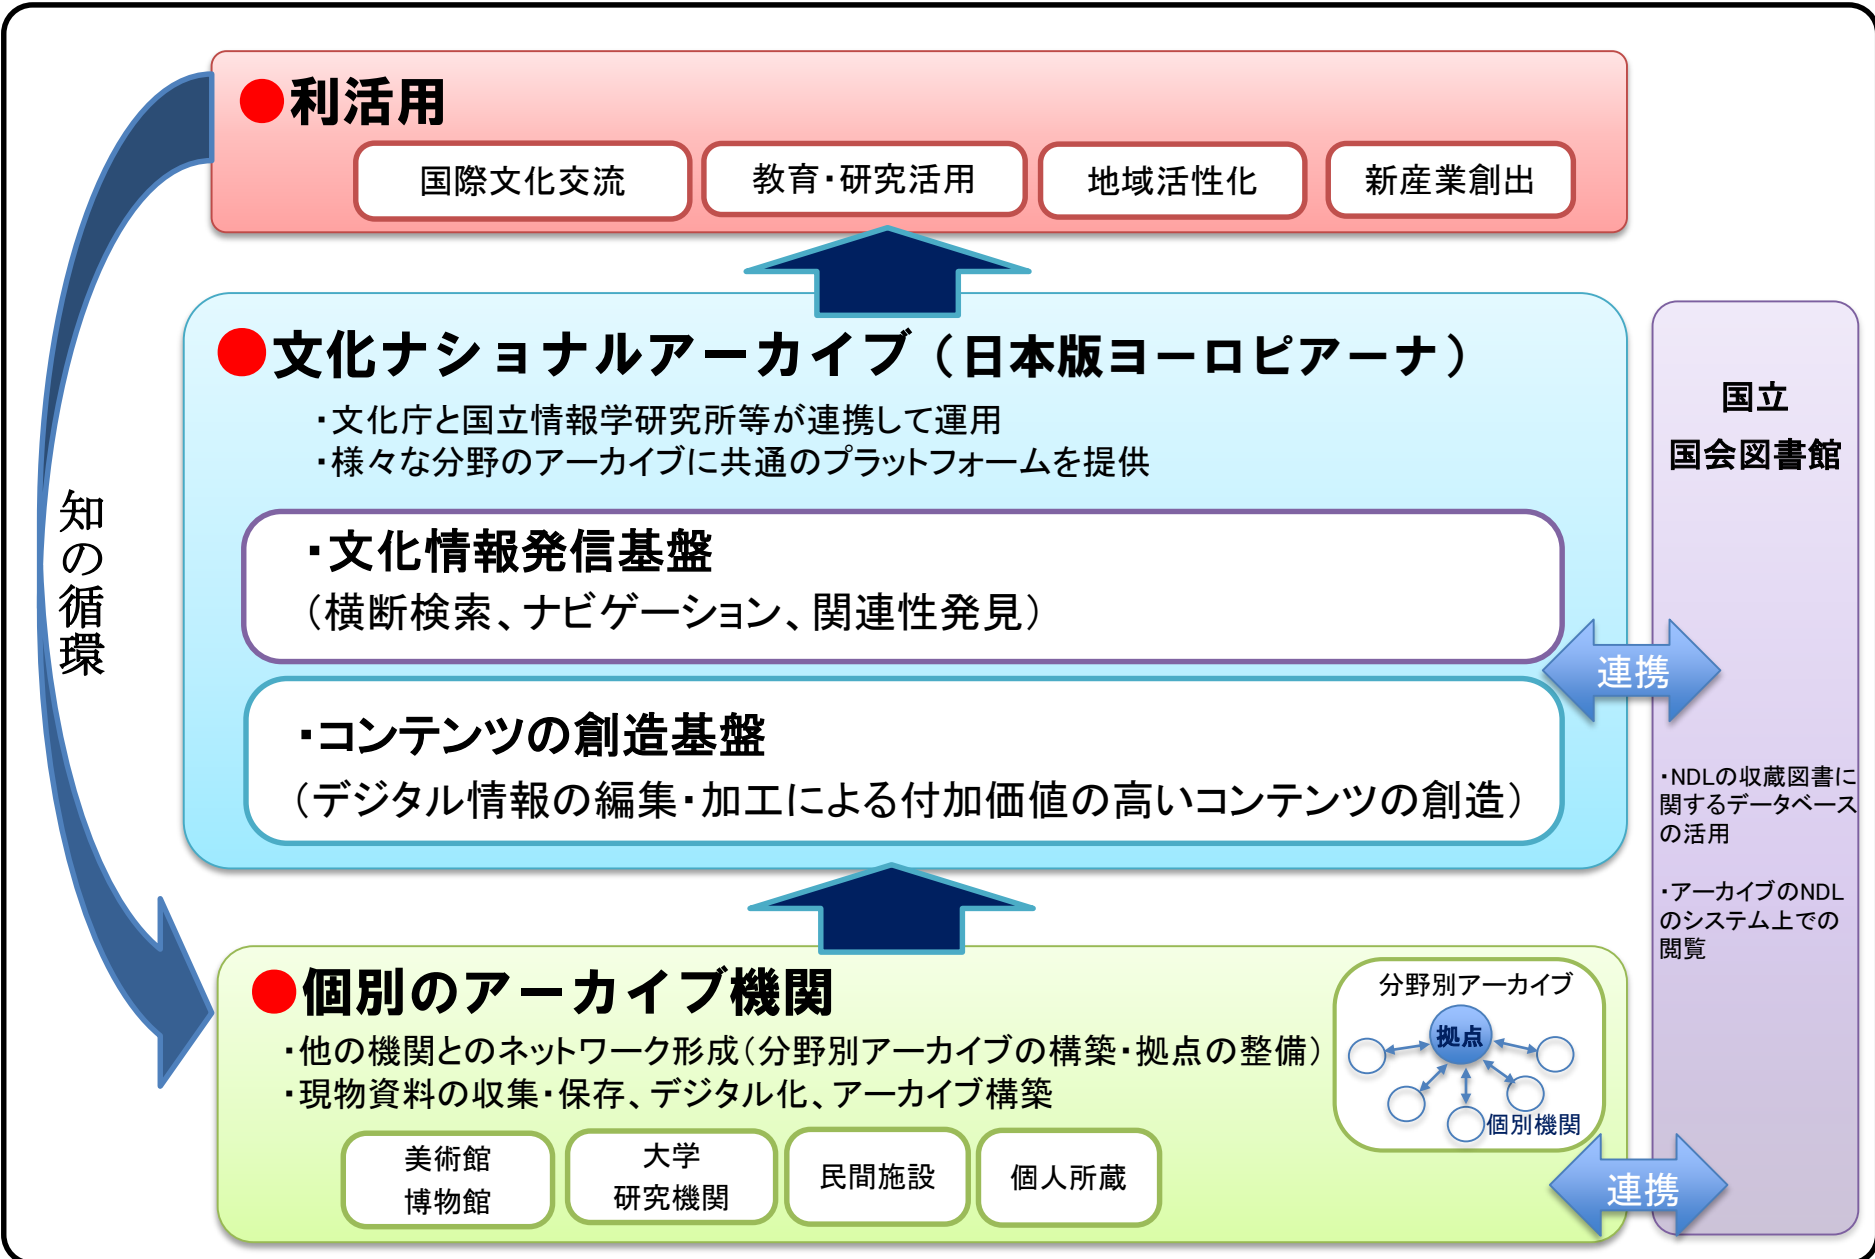 ●利活用
国際文化交流
教育・研究活用
地域活性化
新産業創出
●文化ナショナルアーカイブ（日本版ヨーロピアーナ）
・文化庁と国立情報学研究所等が連携して運用
・様々な分野のアーカイブに共通のプラットフォームを提供
・文化情報発信基盤
（横断検索、ナビゲーション、関連性発見）
・コンテンツの創造基盤
（デジタル情報の編集・加工による付加価値の高いコンテンツの創造）
知の循環
国立
国会図書館
連携
・NDLの収蔵図書に
関するデータベース
の活用
・アーカイブのNDL
のシステム上での
閲覧
●個別のアーカイブ機関
・他の機関とのネットワーク形成（分野別アーカイブの構築・拠点の整備）
・現物資料の収集・保存、デジタル化、アーカイブ構築
美術館
博物館
大学
研究機関
民間施設
個人所蔵
分野別アーカイブ
拠点
個別機関
連携